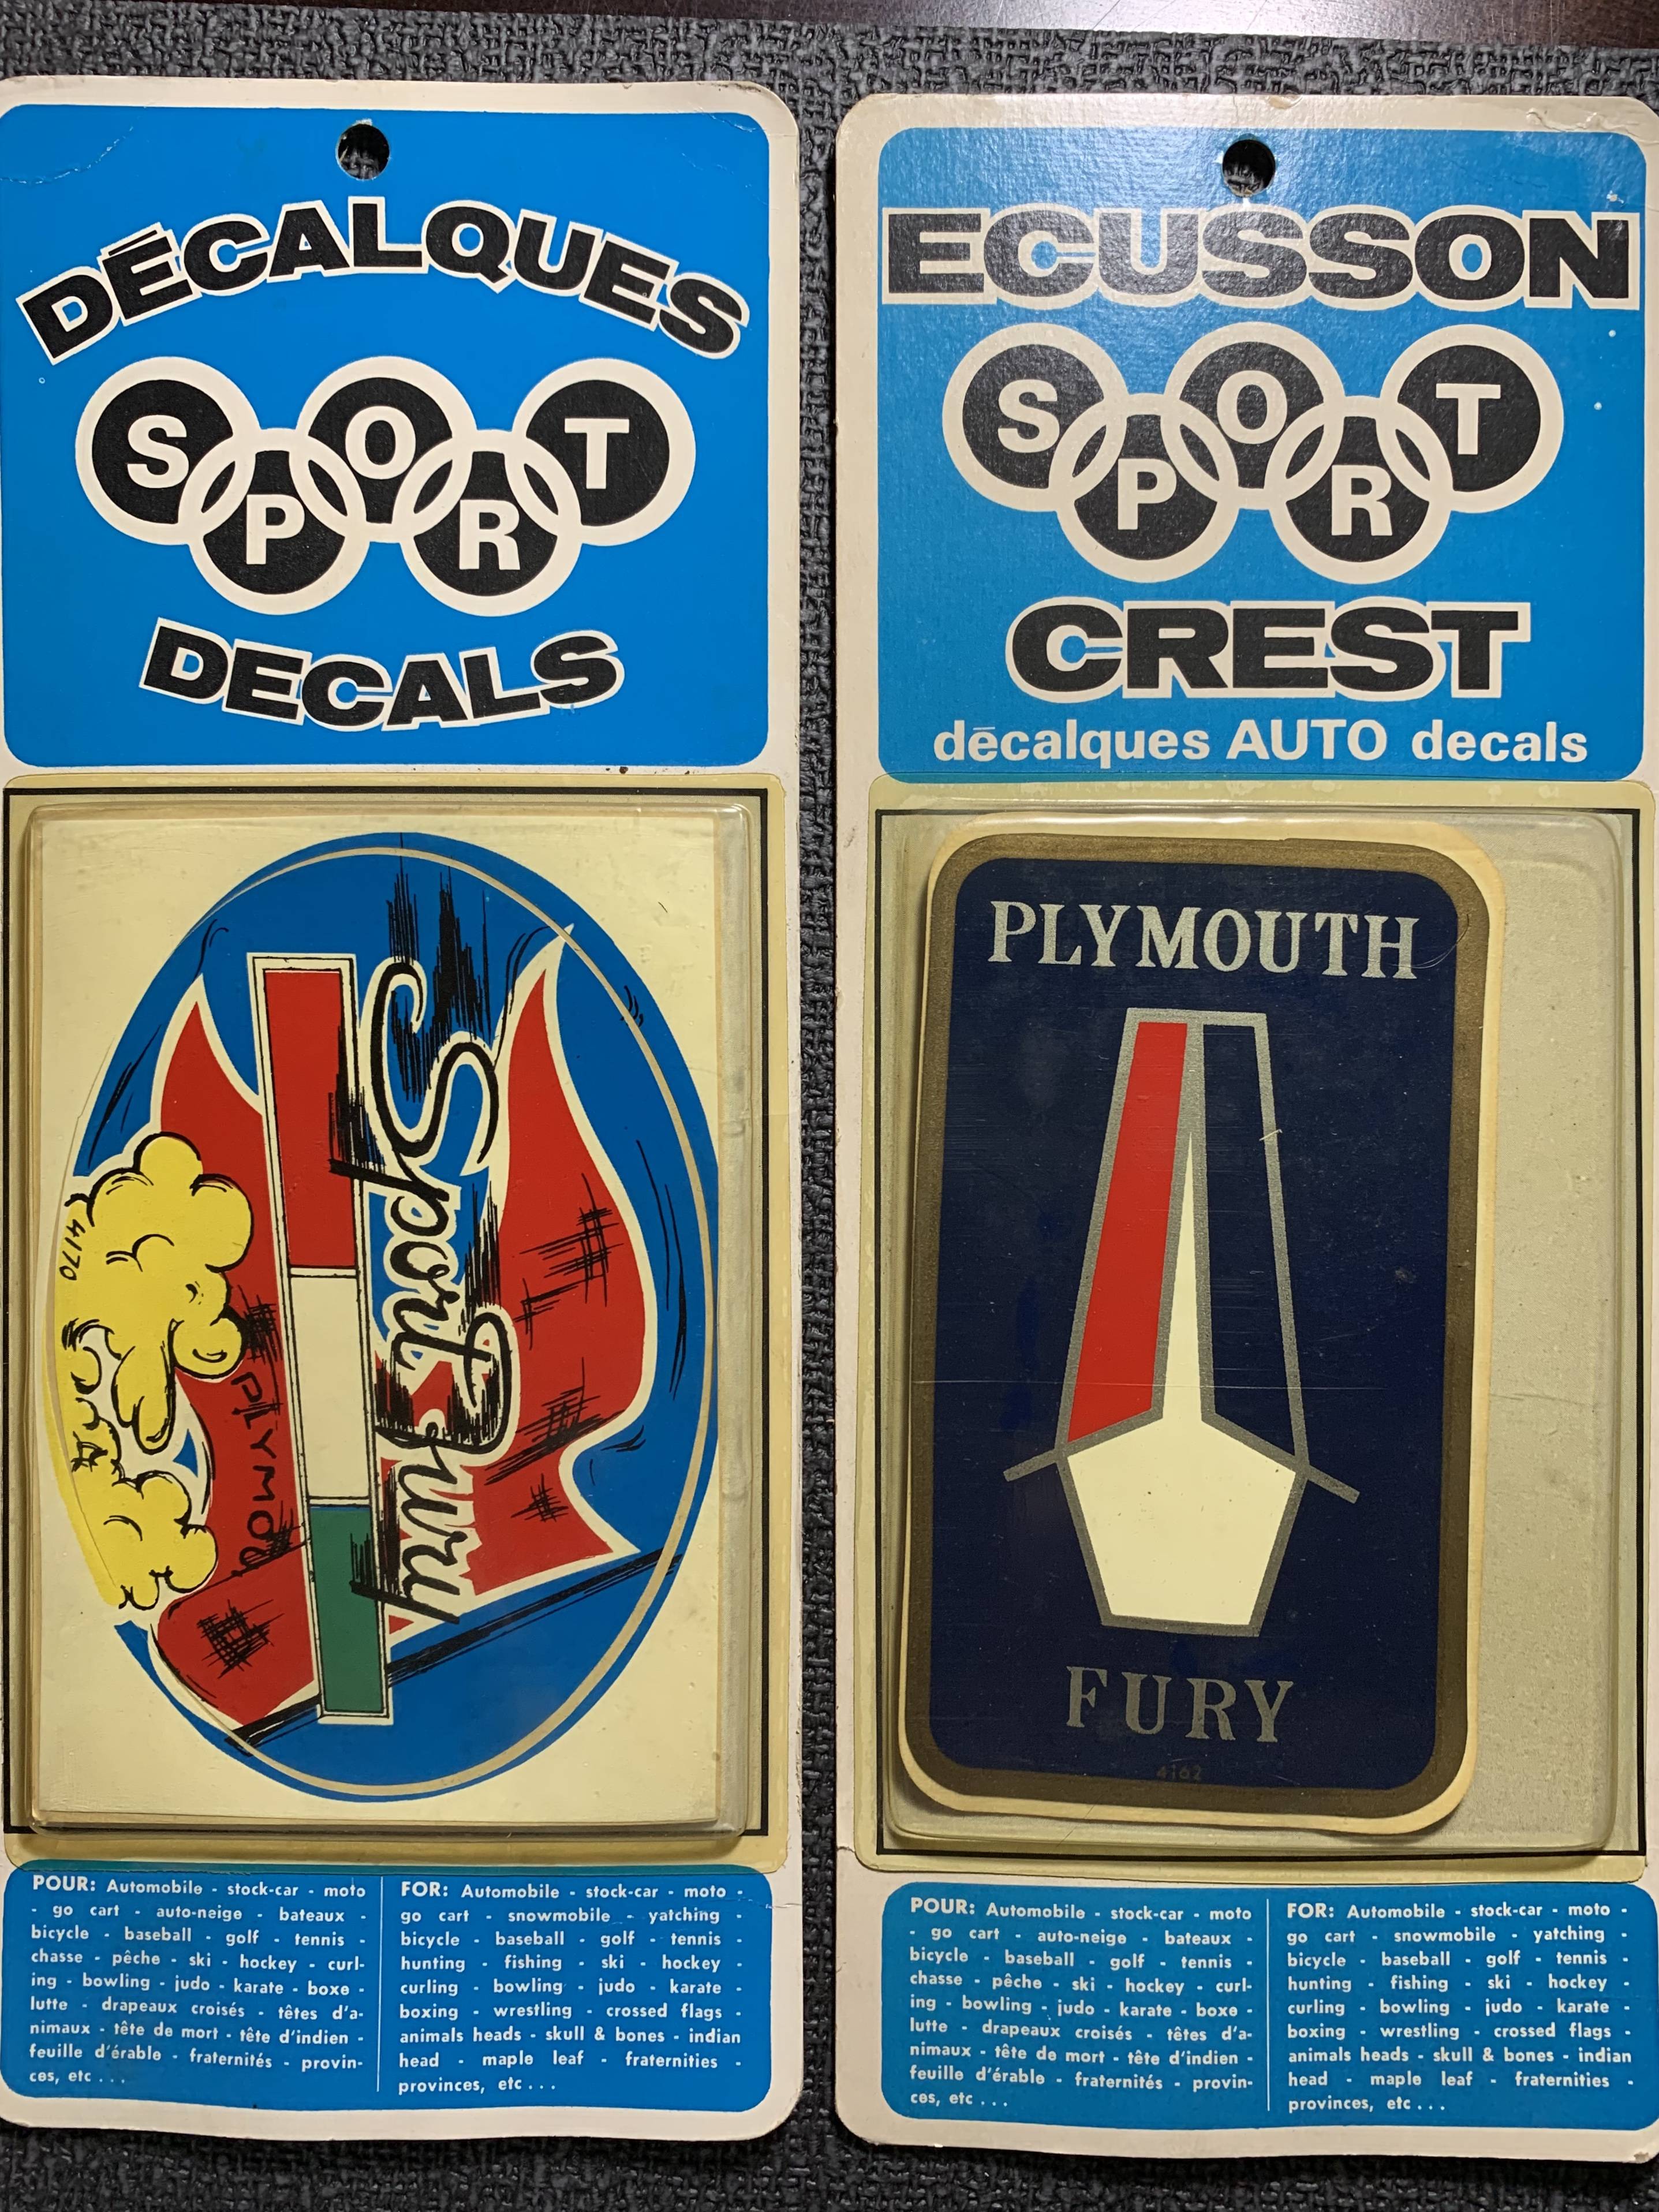 DÉCALQUES
SPORT
DECALS
Sport Fury
PLYMOU
4170
POUR: Automobile - stock-car - moto
- go cart - auto-neige - bateaux -
bicycle - baseball - golf - tennis -
chasse - pêche - ski - hockey - curl-
ing - bowling - judo - karate - boxe -
lutte - drapeaux croisés - têtes d'a-
nimaux - tête de mort - tête d'indien -
feuille d'érable - fraternités - provin-
ces, etc ...
FOR: Automobile - stock-car - moto -
go cart - snowmobile - yatching -
bicycle - baseball - golf - tennis -
hunting - fishing - ski - hockey -
curling - bowling - judo - karate -
boxing - wrestling - crossed flags -
animals heads - skull & bones - indian
head - maple leaf - fraternities -
provinces, etc ...
ECUSSON
SPORT
CREST
décalques AUTO decals
PLYMOUTH
FURY
4162
POUR: Automobile - stock-car - moto
- go cart - auto-neige - bateaux -
bicycle - baseball - golf - tennis -
chasse - pêche - ski - hockey - curl-
ing - bowling - judo - karate - boxe -
lutte - drapeaux croisés - têtes d'a-
nimaux - tête de mort - tête d'indien -
feuille d'érable - fraternités - provin-
ces, etc ...
FOR: Automobile - stock-car - moto -
go cart - snowmobile - yatching -
bicycle - baseball - golf - tennis -
hunting - fishing - ski - hockey -
curling - bowling - judo - karate -
boxing - wrestling - crossed flags -
animals heads - skull & bones - indian
head - maple leaf - fraternities -
provinces, etc ...